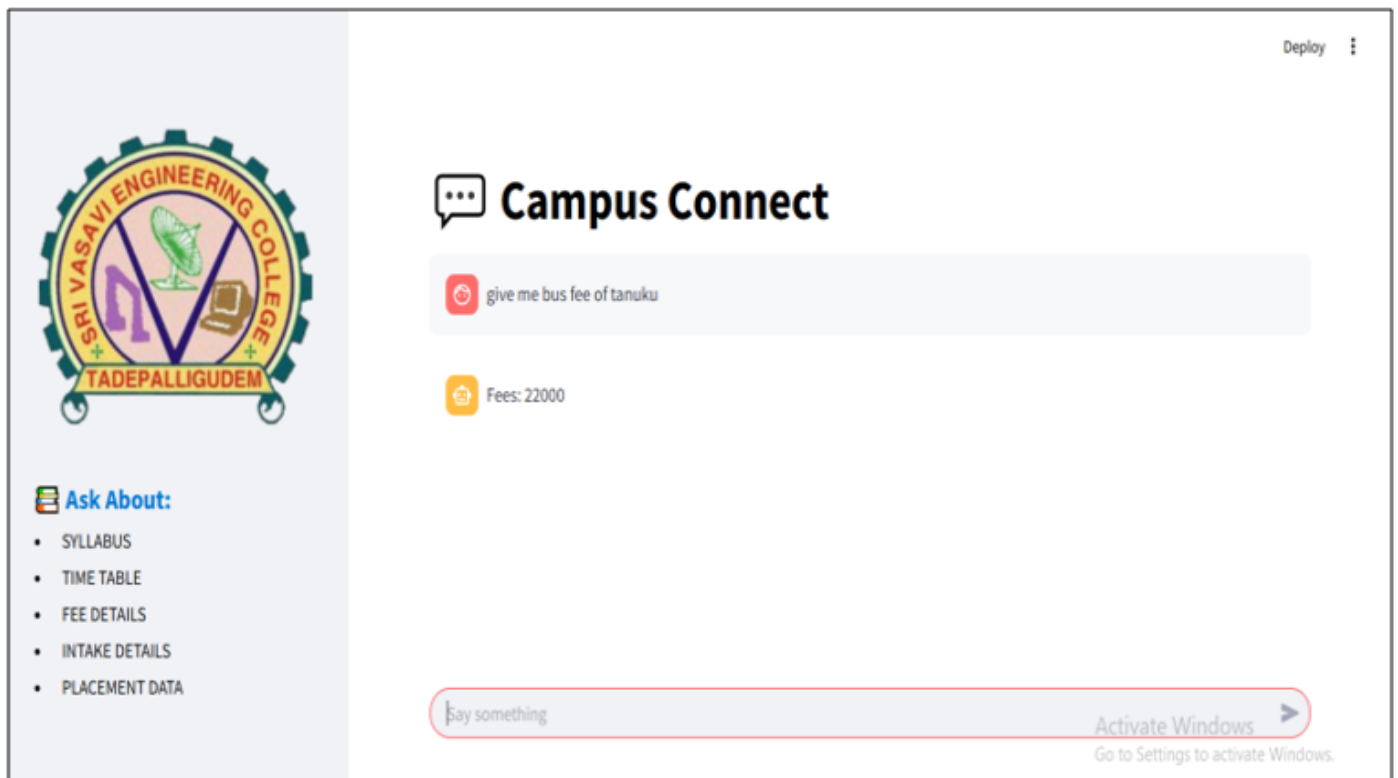 Deploy
SRI VASAVI ENGINEERING COLLEGE
TADEPALLIGUDEM
Campus Connect
give me bus fee of tanuku
Fees: 22000
Ask About:
• SYLLABUS
• TIME TABLE
• FEE DETAILS
• INTAKE DETAILS
• PLACEMENT DATA
Say something
Activate Windows
Go to Settings to activate Windows.